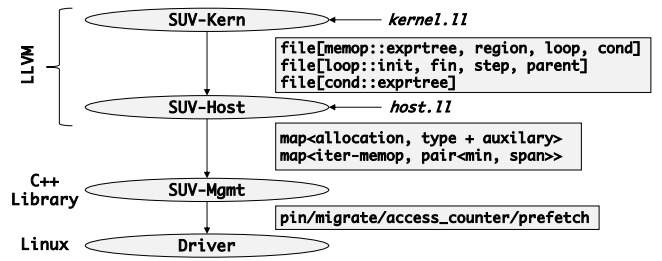 SUV-Kern
kernel.ll
file[memop::exprtree, region, loop, cond]
file[loop::init, fin, step, parent]
file[cond::exprtree]
LLVM
SUV-Host
host.ll
map<allocation, type + auxilary>
map<iter-memop, pair<min, span>>
C++
Library
SUV-Mgmt
pin/migrate/access_counter/prefetch
Linux
Driver